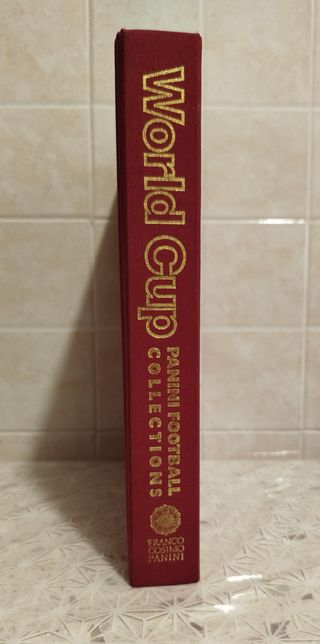 World Cup
PANINI FOOTBALL
COLLECTIONS
FRANCO
COSIMO
PANINI